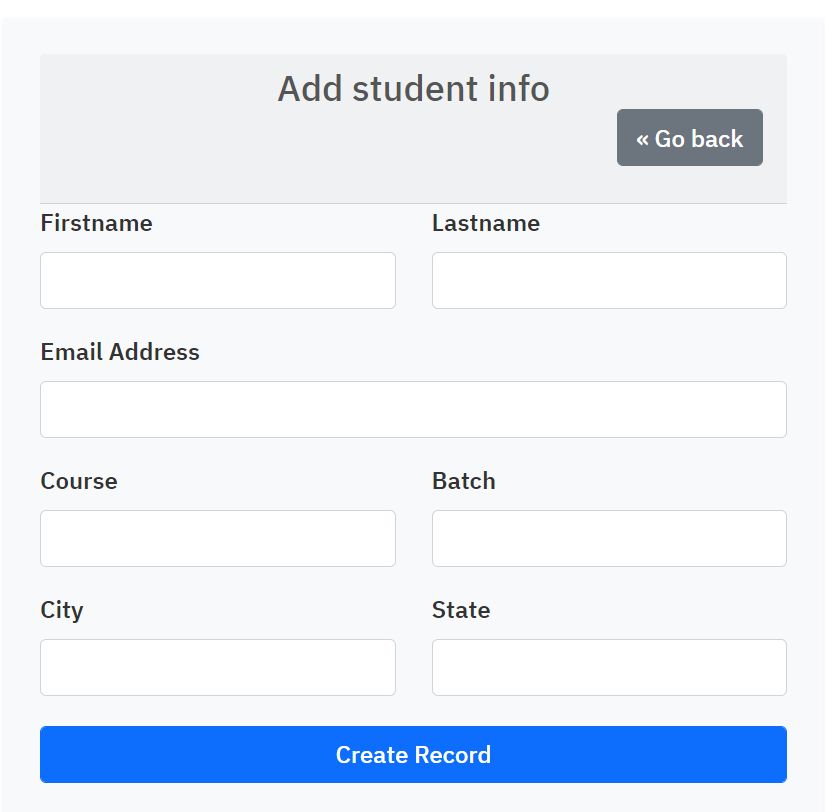 Add student info
« Go back
Firstname
Lastname
Email Address
Course
Batch
City
State
Create Record